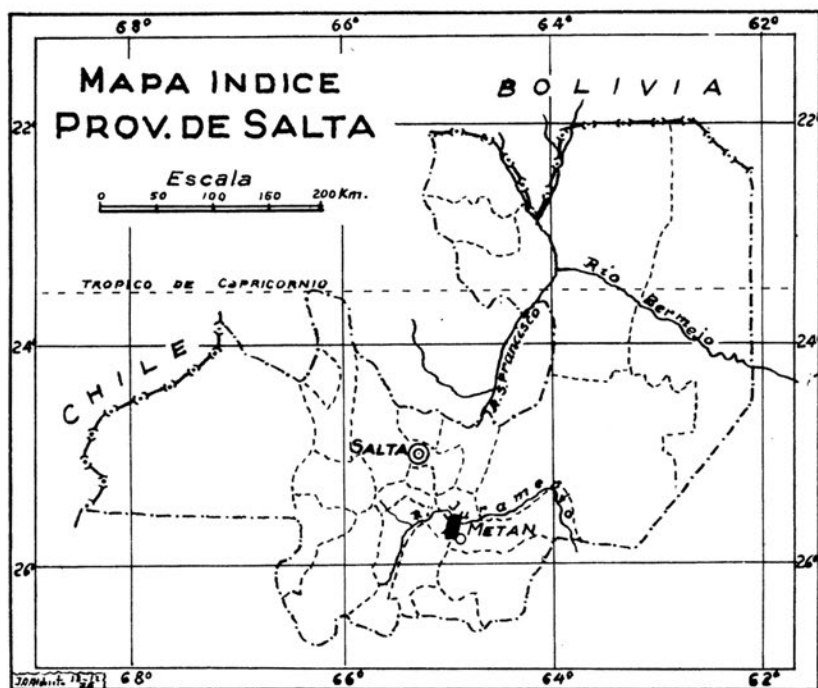 68° 66° 64° 62°
MAPA INDICE
PROV. DE SALTA
BOLIVIA
22° 22°
Escala
0 50 100 150 200 Km.
TROPICO DE CAPRICORNIO
Rio Bermejo
R. S. Francisco
24° 24°
CHILE
SALTA
R. Juramento
METAN
26° 26°
68° 66° 64° 62°